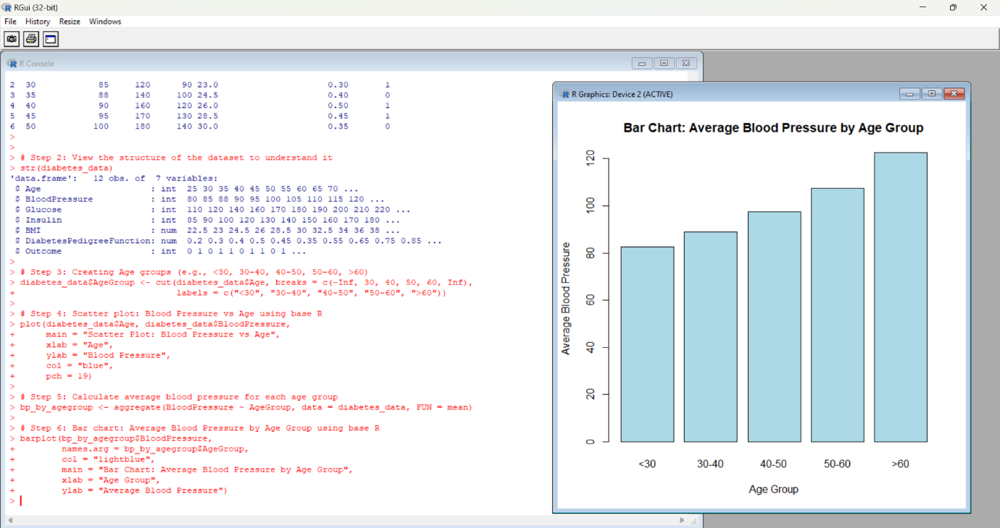 RGui (32-bit)
File History Resize Windows
R Console
2 30 85 120 90 23.0 0.30 1
3 35 88 140 100 24.5 0.40 0
4 40 90 160 120 26.0 0.50 1
5 45 95 170 130 28.5 0.45 1
6 50 100 180 140 30.0 0.35 0
>
>
> # Step 2: View the structure of the dataset to understand it
> str(diabetes_data)
'data.frame': 12 obs. of 7 variables:
$ Age : int 25 30 35 40 45 50 55 60 65 70 ...
$ BloodPressure : int 80 85 88 90 95 100 105 110 115 120 ...
$ Glucose : int 110 120 140 160 170 180 190 200 210 220 ...
$ Insulin : int 85 90 100 120 130 140 150 160 170 180 ...
$ BMI : num 22.5 23 24.5 26 28.5 30 32.5 34 36 38 ...
$ DiabetesPedigreeFunction: num 0.2 0.3 0.4 0.5 0.45 0.35 0.55 0.65 0.75 0.85 ...
$ Outcome : int 0 1 0 1 1 0 1 1 0 1 ...
>
> # Step 3: Creating Age groups (e.g., <30, 30-40, 40-50, 50-60, >60)
> diabetes_data$AgeGroup <- cut(diabetes_data$Age, breaks = c(-Inf, 30, 40, 50, 60, Inf),
+ labels = c("<30", "30-40", "40-50", "50-60", ">60"))
>
> # Step 4: Scatter plot: Blood Pressure vs Age using base R
> plot(diabetes_data$Age, diabetes_data$BloodPressure,
+ main = "Scatter Plot: Blood Pressure vs Age",
+ xlab = "Age",
+ ylab = "Blood Pressure",
+ col = "blue",
+ pch = 19)
>
> # Step 5: Calculate average blood pressure for each age group
> bp_by_agegroup <- aggregate(BloodPressure ~ AgeGroup, data = diabetes_data, FUN = mean)
>
> # Step 6: Bar chart: Average Blood Pressure by Age Group using base R
> barplot(bp_by_agegroup$BloodPressure,
+ names.arg = bp_by_agegroup$AgeGroup,
+ col = "lightblue",
+ main = "Bar Chart: Average Blood Pressure by Age Group",
+ xlab = "Age Group",
+ ylab = "Average Blood Pressure")
>
R Graphics: Device 2 (ACTIVE)
Bar Chart: Average Blood Pressure by Age Group
Average Blood Pressure
120
100
80
60
40
20
0
<30 30-40 40-50 50-60 >60
Age Group